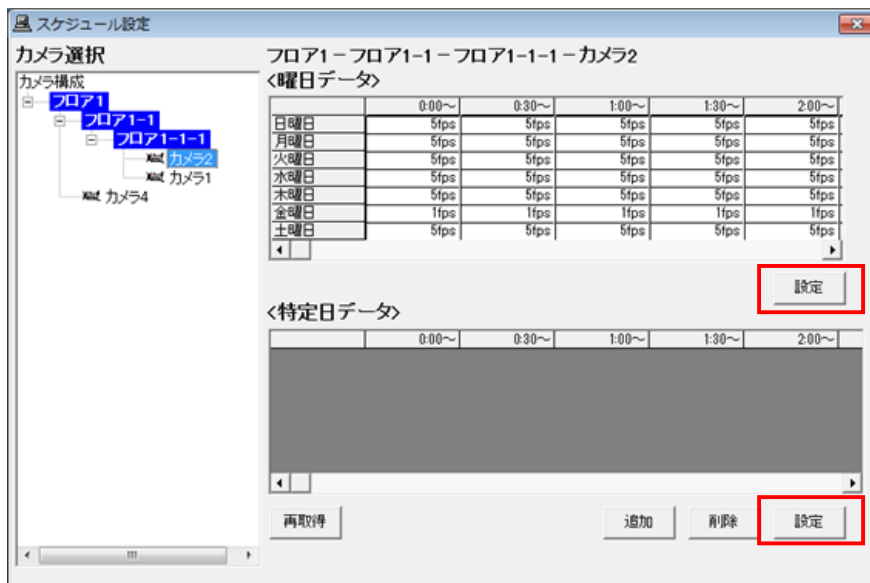 スケジュール設定
カメラ選択
カメラ構成
フロア1
フロア1-1
フロア1-1-1
カメラ2
カメラ1
カメラ4
フロア1－フロア1-1－フロア1-1-1－カメラ2
<曜日データ>
0:00～ 0:30～ 1:00～ 1:30～ 2:00～
日曜日 5fps 5fps 5fps 5fps 5fps
月曜日 5fps 5fps 5fps 5fps 5fps
火曜日 5fps 5fps 5fps 5fps 5fps
水曜日 5fps 5fps 5fps 5fps 5fps
木曜日 5fps 5fps 5fps 5fps 5fps
金曜日 1fps 1fps 1fps 1fps 1fps
土曜日 5fps 5fps 5fps 5fps 5fps
設定
<特定日データ>
0:00～ 0:30～ 1:00～ 1:30～ 2:00～
再取得 追加 削除 設定